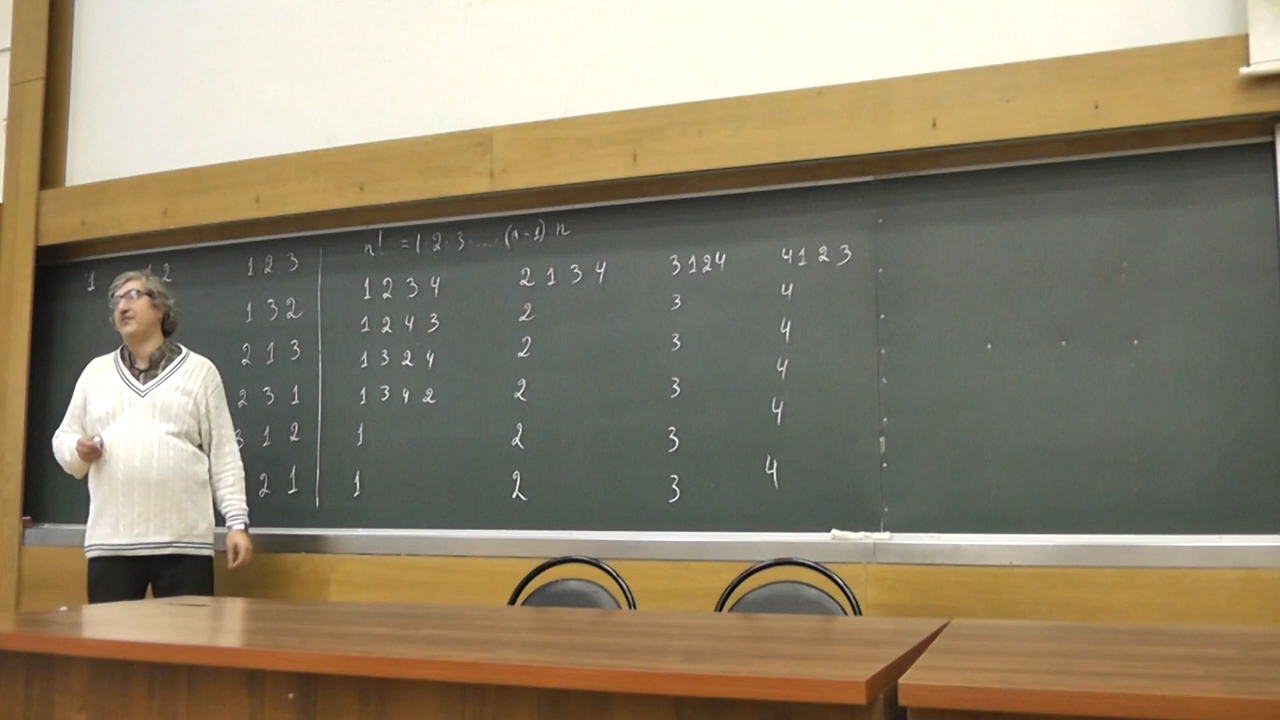 n! = 1·2·3·...·(n-1)·n
1 1 2 1 2 3 1 2 3 4 2 1 3 4 3 1 2 4 4 1 2 3
1 3 2 1 2 4 3 2 3 4
2 1 3 1 3 2 4 2 3 4
2 3 1 1 3 4 2 2 3 4
3 1 2 1 2 3 4
2 1 1 2 3 4